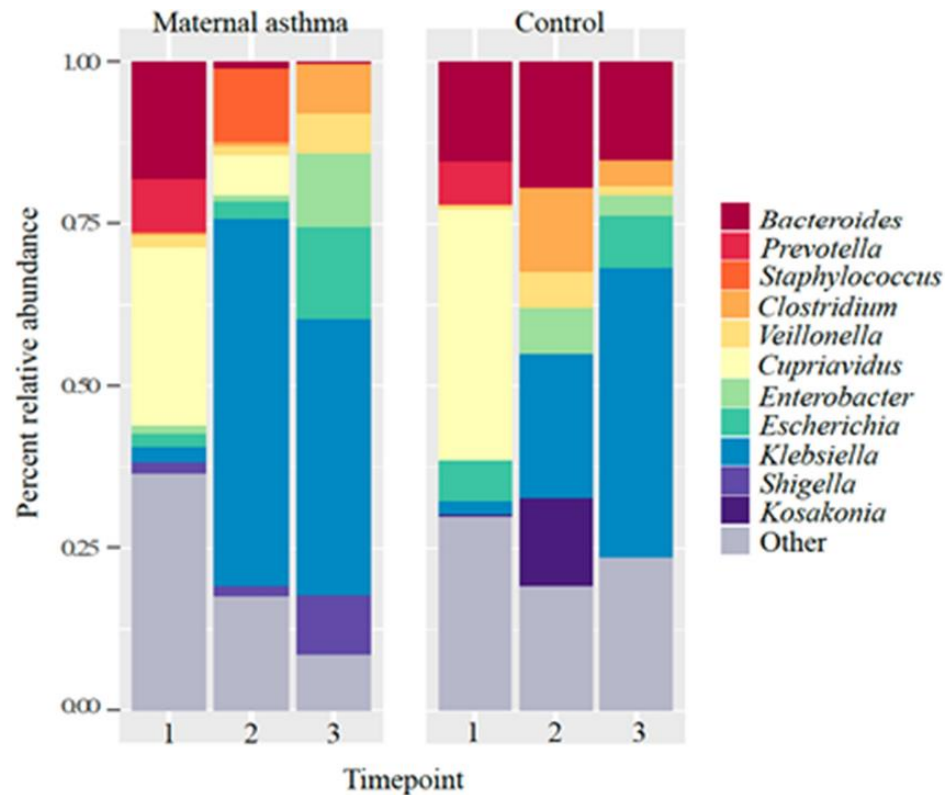 Maternal asthma
Control
Percent relative abundance
1.00
0.75
0.50
0.25
0.00
1 2 3
1 2 3
Timepoint
Bacteroides
Prevotella
Staphylococcus
Clostridium
Veillonella
Cupriavidus
Enterobacter
Escherichia
Klebsiella
Shigella
Kosakonia
Other